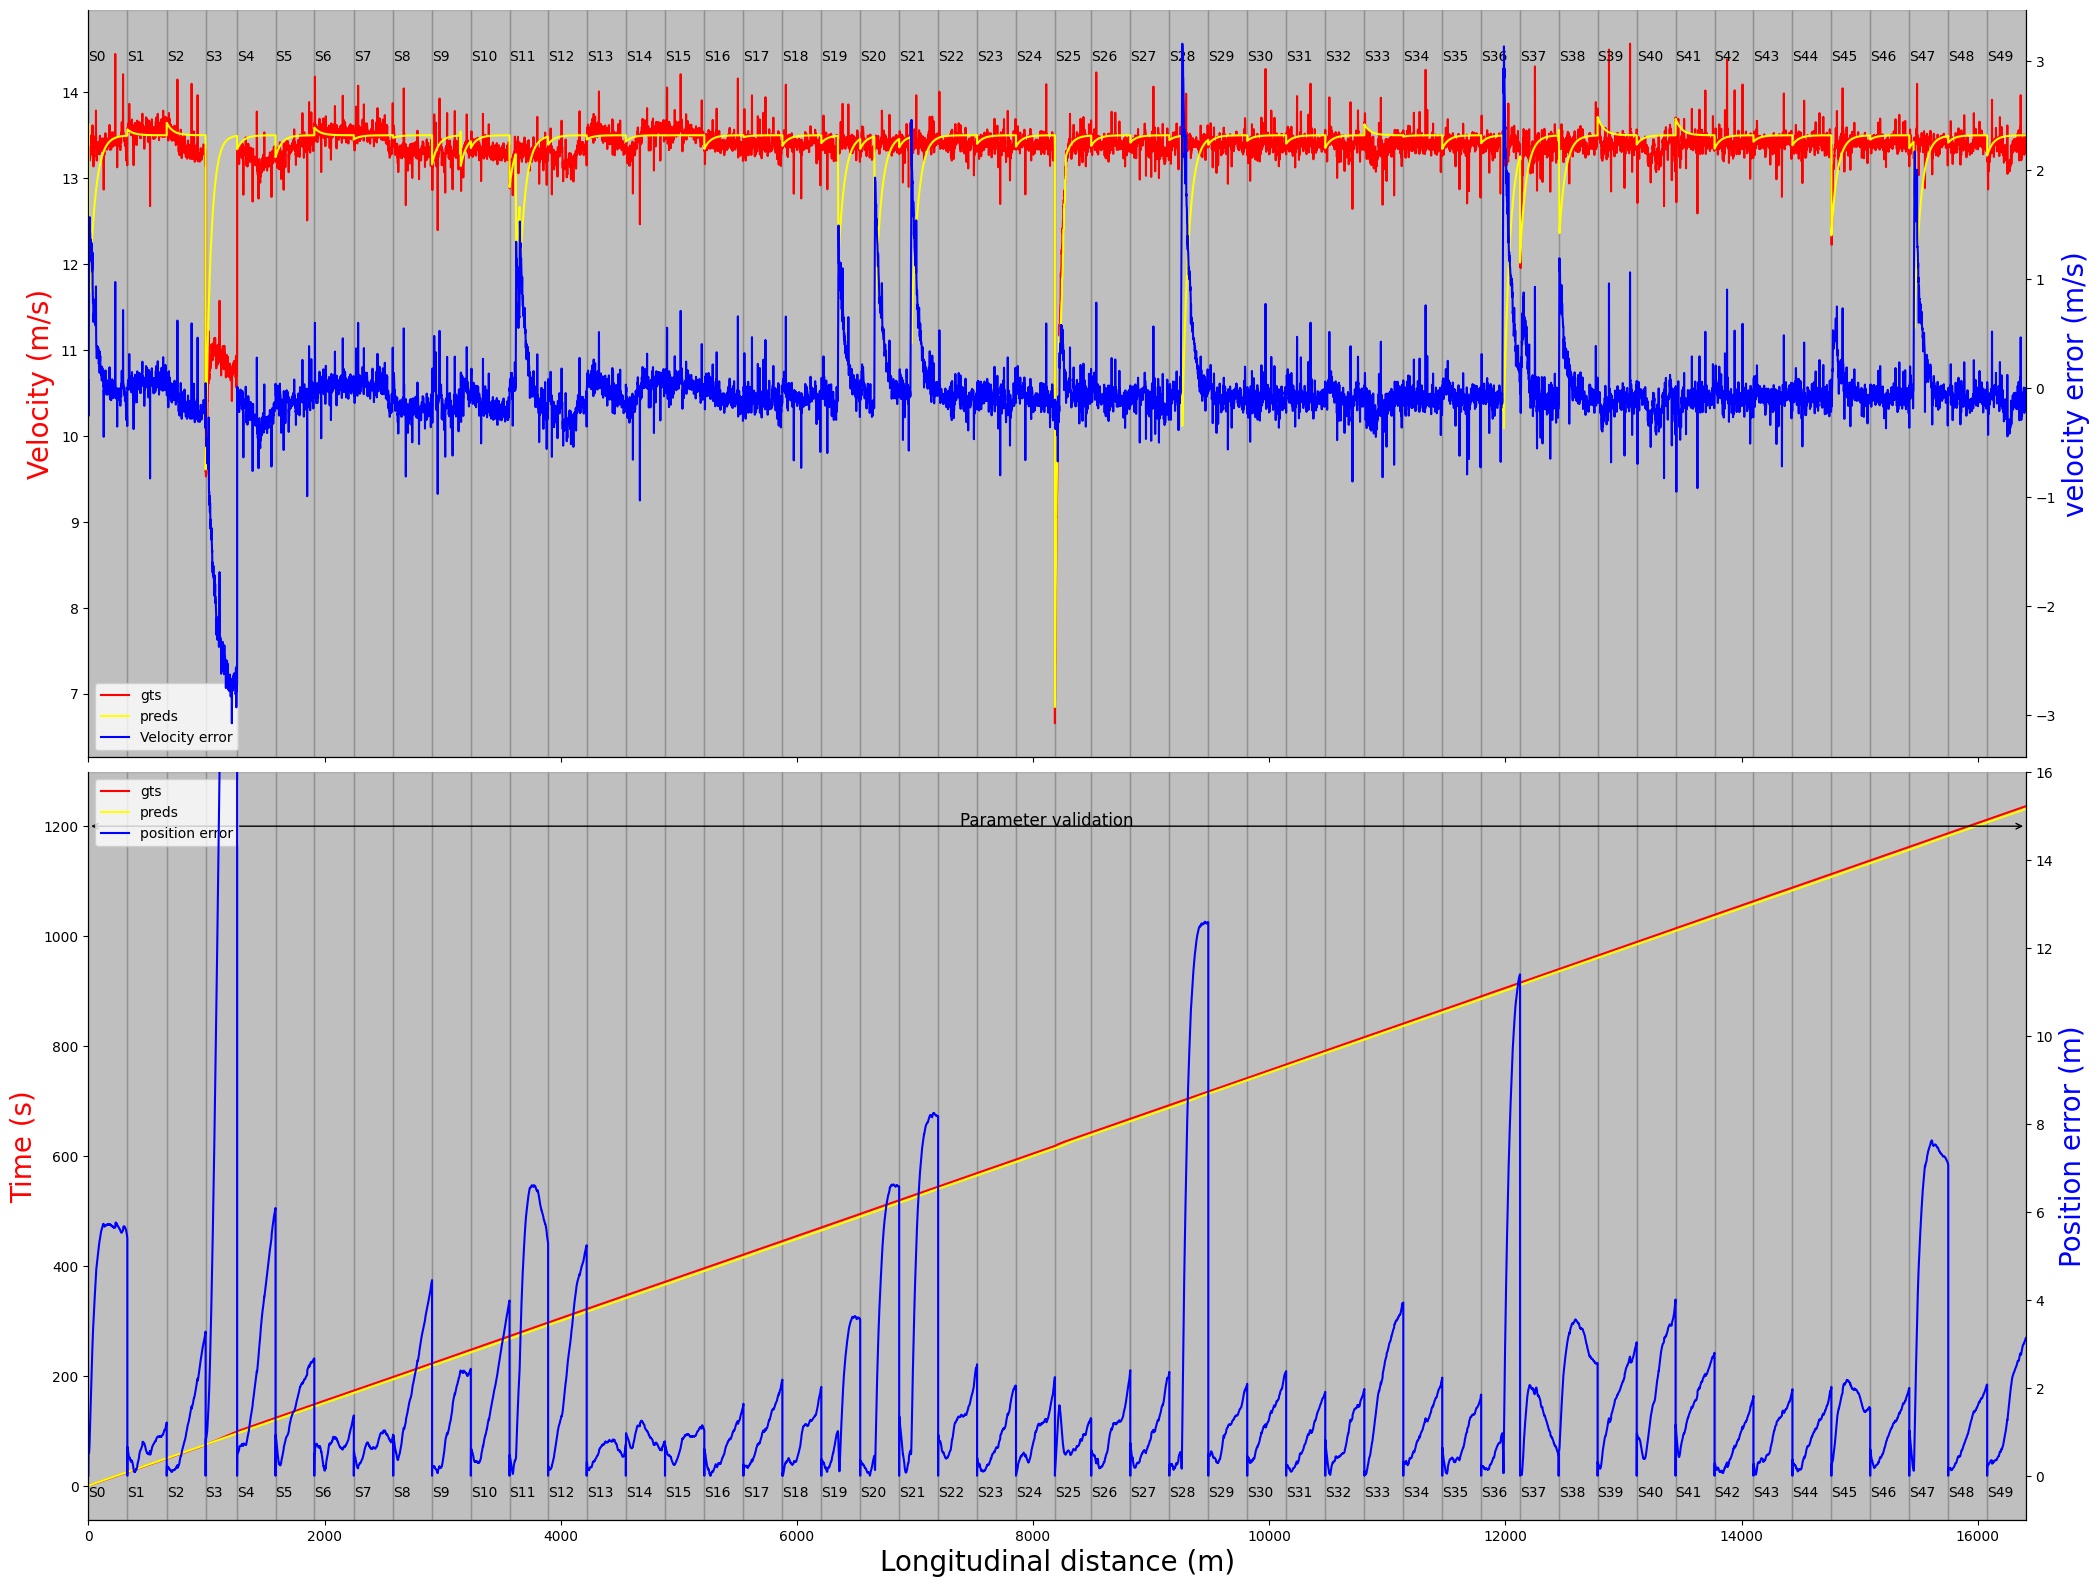 S0 S1 S2 S3 S4 S5 S6 S7 S8 S9 S10 S11 S12 S13 S14 S15 S16 S17 S18 S19 S20 S21 S22 S23 S24 S25 S26 S27 S28 S29 S30 S31 S32 S33 S34 S35 S36 S37 S38 S39 S40 S41 S42 S43 S44 S45 S46 S47 S48 S49
14
13
12
11
10
9
8
7
Velocity (m/s)
3
2
1
0
−1
−2
−3
velocity error (m/s)
gts
preds
Velocity error
gts
preds
position error
Parameter validation
1200
1000
800
600
400
200
0
Time (s)
16
14
12
10
8
6
4
2
0
Position error (m)
S0 S1 S2 S3 S4 S5 S6 S7 S8 S9 S10 S11 S12 S13 S14 S15 S16 S17 S18 S19 S20 S21 S22 S23 S24 S25 S26 S27 S28 S29 S30 S31 S32 S33 S34 S35 S36 S37 S38 S39 S40 S41 S42 S43 S44 S45 S46 S47 S48 S49
0 2000 4000 6000 8000 10000 12000 14000 16000
Longitudinal distance (m)